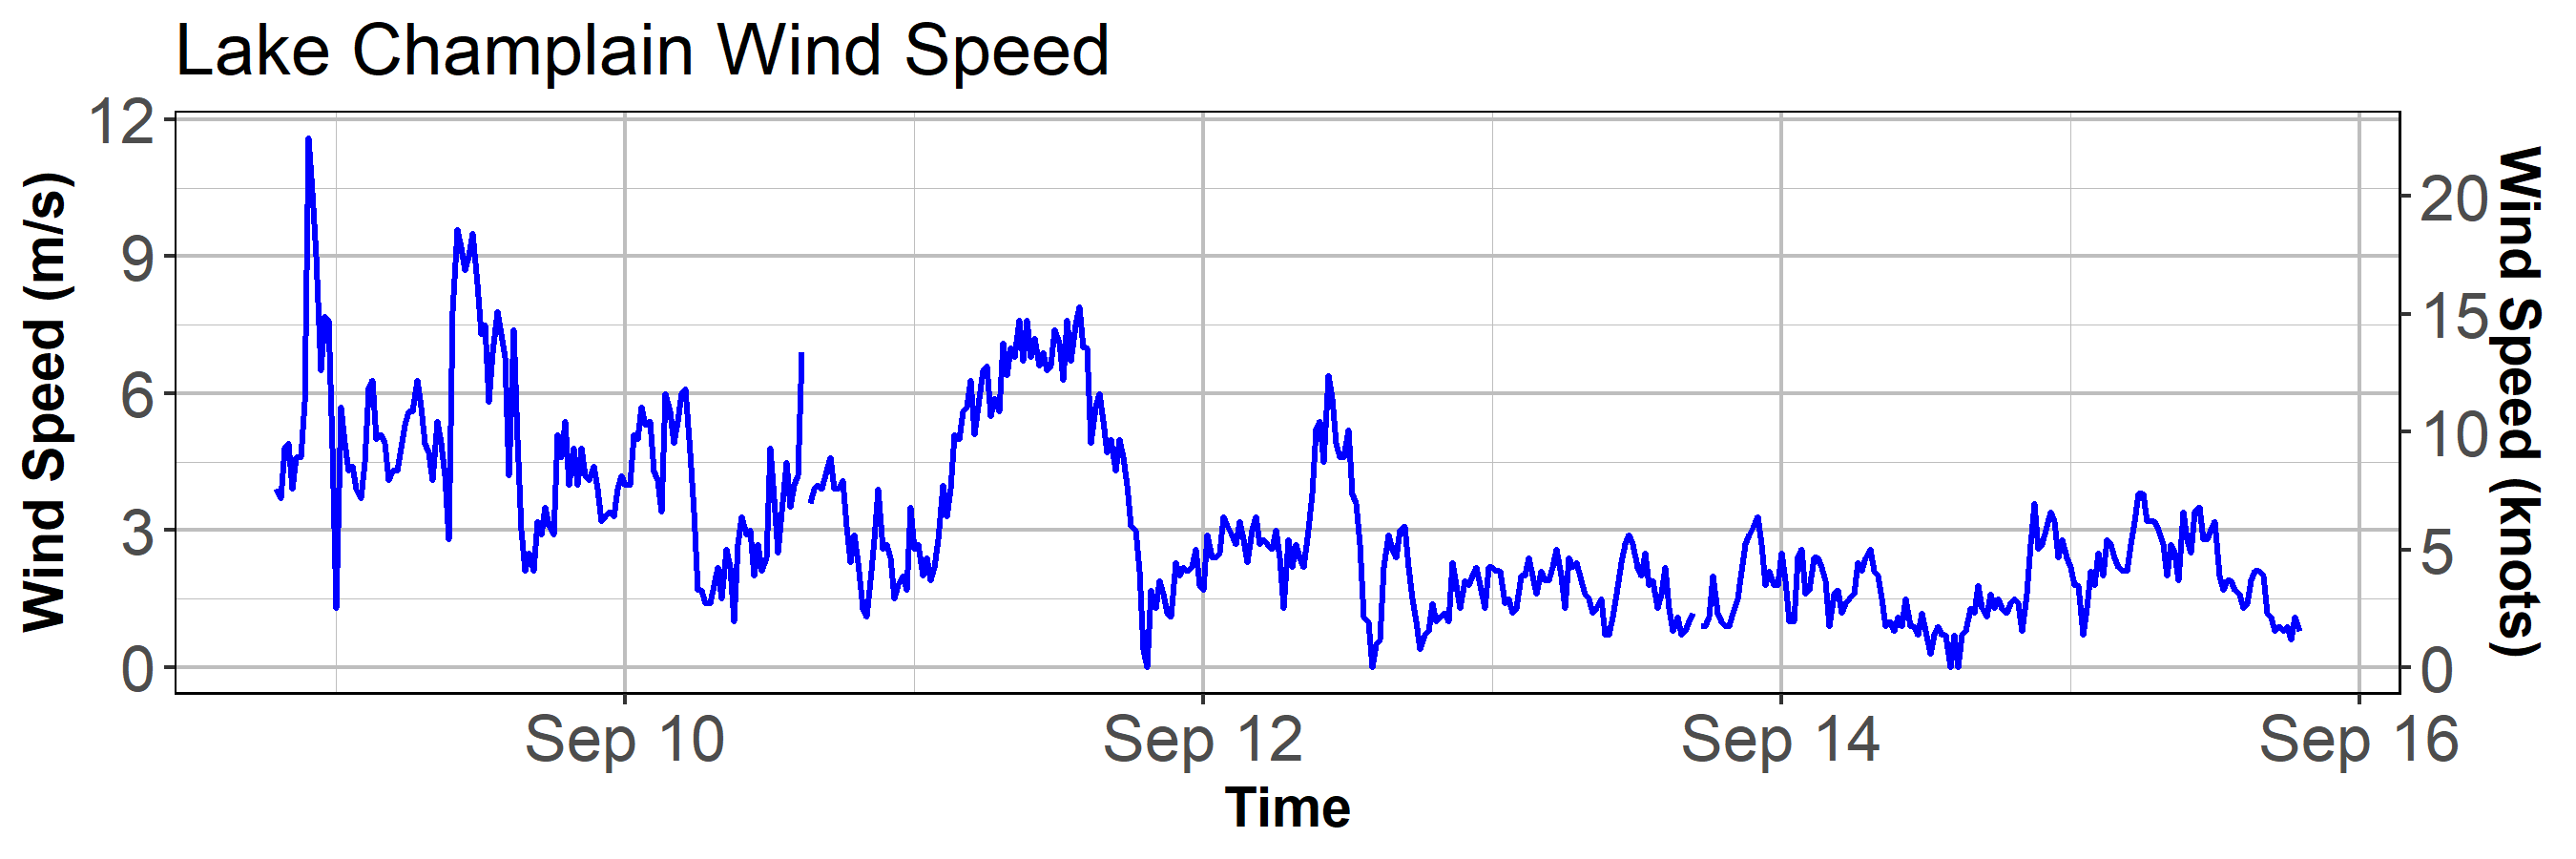 Lake Champlain Wind Speed
Wind Speed (m/s)
12
9
6
3
0
20
15
10
5
0
Wind Speed (knots)
Sep 10
Sep 12
Sep 14
Sep 16
Time